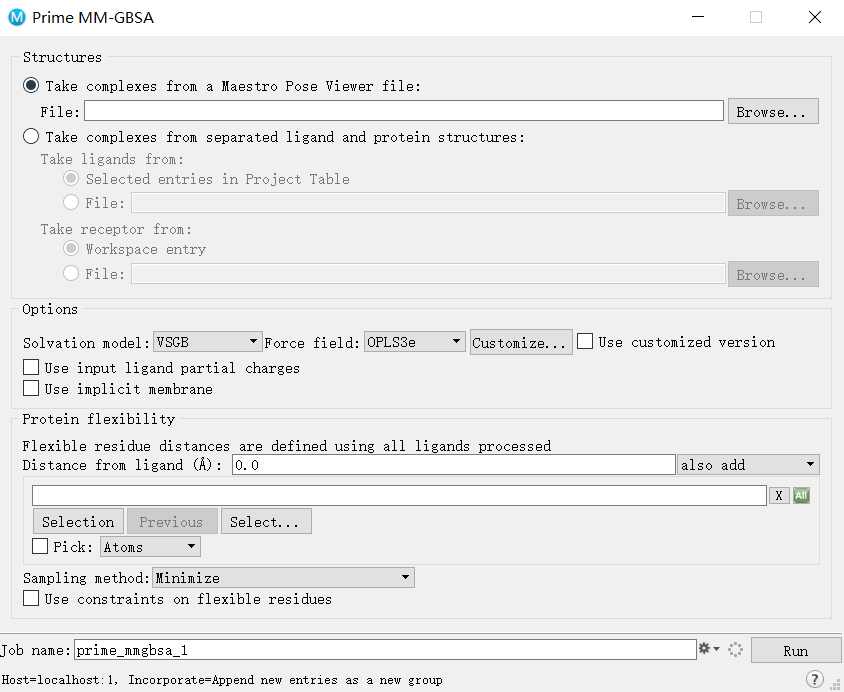 Prime MM-GBSA
Structures
Take complexes from a Maestro Pose Viewer file:
File: Browse...
Take complexes from separated ligand and protein structures:
Take ligands from:
Selected entries in Project Table
File: Browse...
Take receptor from:
Workspace entry
File: Browse...
Options
Solvation model: VSGB Force field: OPLS3e Customize... Use customized version
Use input ligand partial charges
Use implicit membrane
Protein flexibility
Flexible residue distances are defined using all ligands processed
Distance from ligand (Å): 0.0 also add
X All
Selection Previous Select...
Pick: Atoms
Sampling method: Minimize
Use constraints on flexible residues
Job name: prime_mmgbsa_1 Run
Host=localhost:1, Incorporate=Append new entries as a new group ?